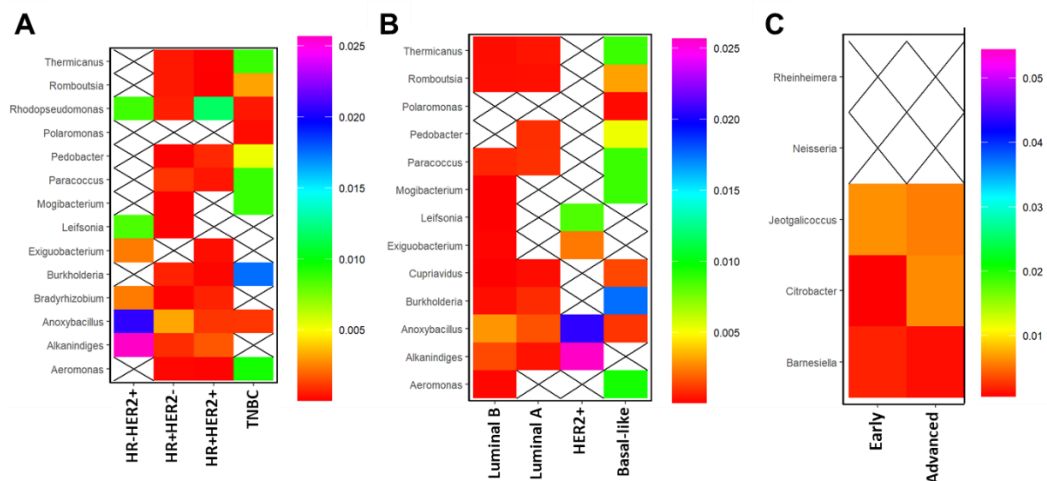 A
Thermicanus
Romboutsia
Rhodopseudomonas
Polaromonas
Pedobacter
Paracoccus
Mogibacterium
Leifsonia
Exiguobacterium
Burkholderia
Bradyrhizobium
Anoxybacillus
Alkanindiges
Aeromonas
HR-HER2+
HR+HER2-
HR+HER2+
TNBC
0.025
0.020
0.015
0.010
0.005
B
Thermicanus
Romboutsia
Polaromonas
Pedobacter
Paracoccus
Mogibacterium
Leifsonia
Exiguobacterium
Cupriavidus
Burkholderia
Anoxybacillus
Alkanindiges
Aeromonas
Luminal B
Luminal A
HER2+
Basal-like
0.025
0.020
0.015
0.010
0.005
C
Rheinheimera
Neisseria
Jeotgalicoccus
Citrobacter
Barnesiella
Early
Advanced
0.05
0.04
0.03
0.02
0.01